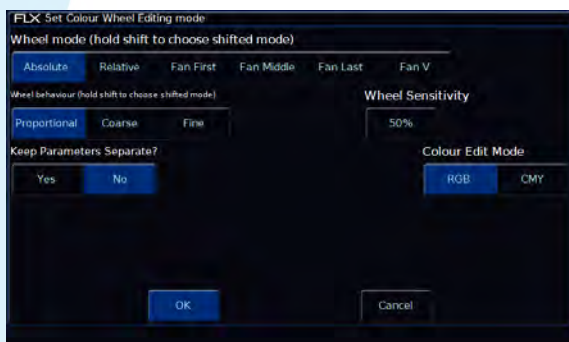 FLX Set Colour Wheel Editing mode
Wheel mode (hold shift to choose shifted mode)
Absolute Relative Fan First Fan Middle Fan Last Fan V
Wheel behaviour (hold shift to choose shifted mode) Wheel Sensitivity
Proportional Coarse Fine 50%
Keep Parameters Separate? Colour Edit Mode
Yes No RGB CMY
OK Cancel